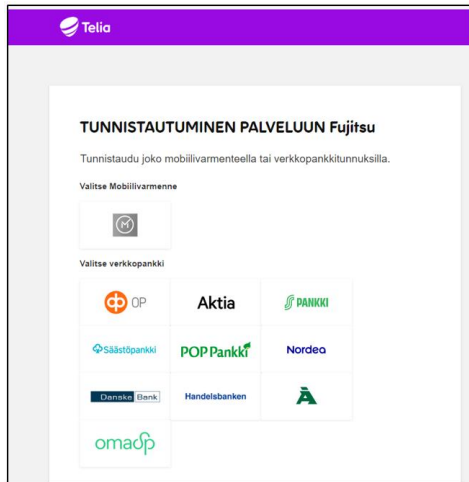 Telia
TUNNISTAUTUMINEN PALVELUUN Fujitsu
Tunnistaudu joko mobiilivarmenteella tai verkkopankkitunnuksilla.
Valitse Mobiilivarmenne
M
Valitse verkkopankki
OP Aktia S PANKKI
Säästöpankki POP Pankki Nordea
Danske Bank Handelsbanken Å
omasp